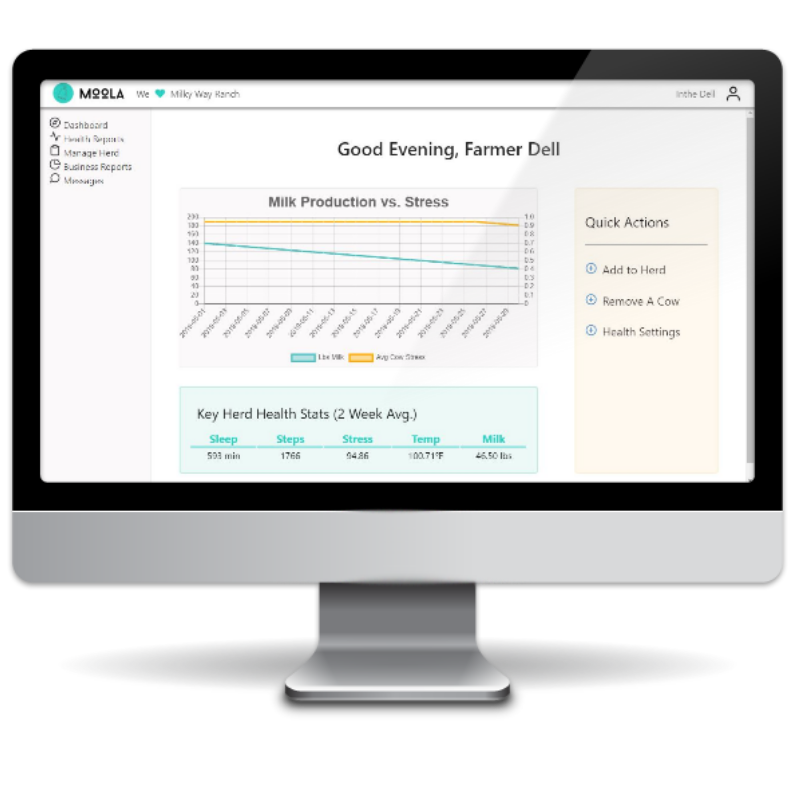 MOOLA We Milky Way Ranch Inthe Dell
Dashboard
Health Reports
Manage Herd
Business Reports
Messages
Good Evening, Farmer Dell
Milk Production vs. Stress
200 1.0
180 0.9
160 0.8
140 0.7
120 0.6
100 0.5
80 0.4
60 0.3
40 0.2
20 0.1
0 0
2019-05-01 2019-05-03 2019-05-05 2019-05-07 2019-05-09 2019-05-11 2019-05-13 2019-05-15 2019-05-17 2019-05-19 2019-05-21 2019-05-23 2019-05-25 2019-05-27 2019-05-29
Lbs Milk Avg Cow Stress
Quick Actions
Add to Herd
Remove A Cow
Health Settings
Key Herd Health Stats (2 Week Avg.)
Sleep Steps Stress Temp Milk
593 min 1766 94.86 100.71°F 46.50 lbs